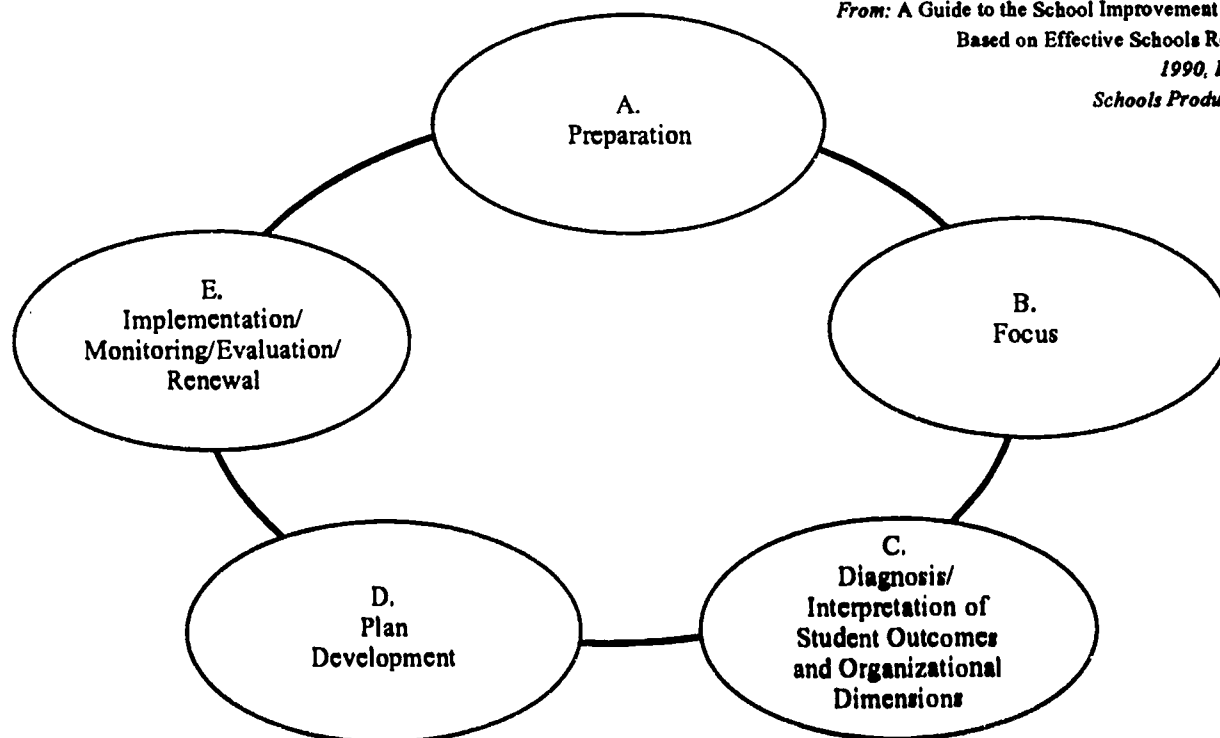 From: A Guide to the School Improvement
Based on Effective Schools
1990,
Schools
A.
Preparation
B.
Focus
C.
Diagnosis/
Interpretation of
Student Outcomes
and Organizational
Dimensions
D.
Plan
Development
E.
Implementation/
Monitoring/Evaluation/
Renewal